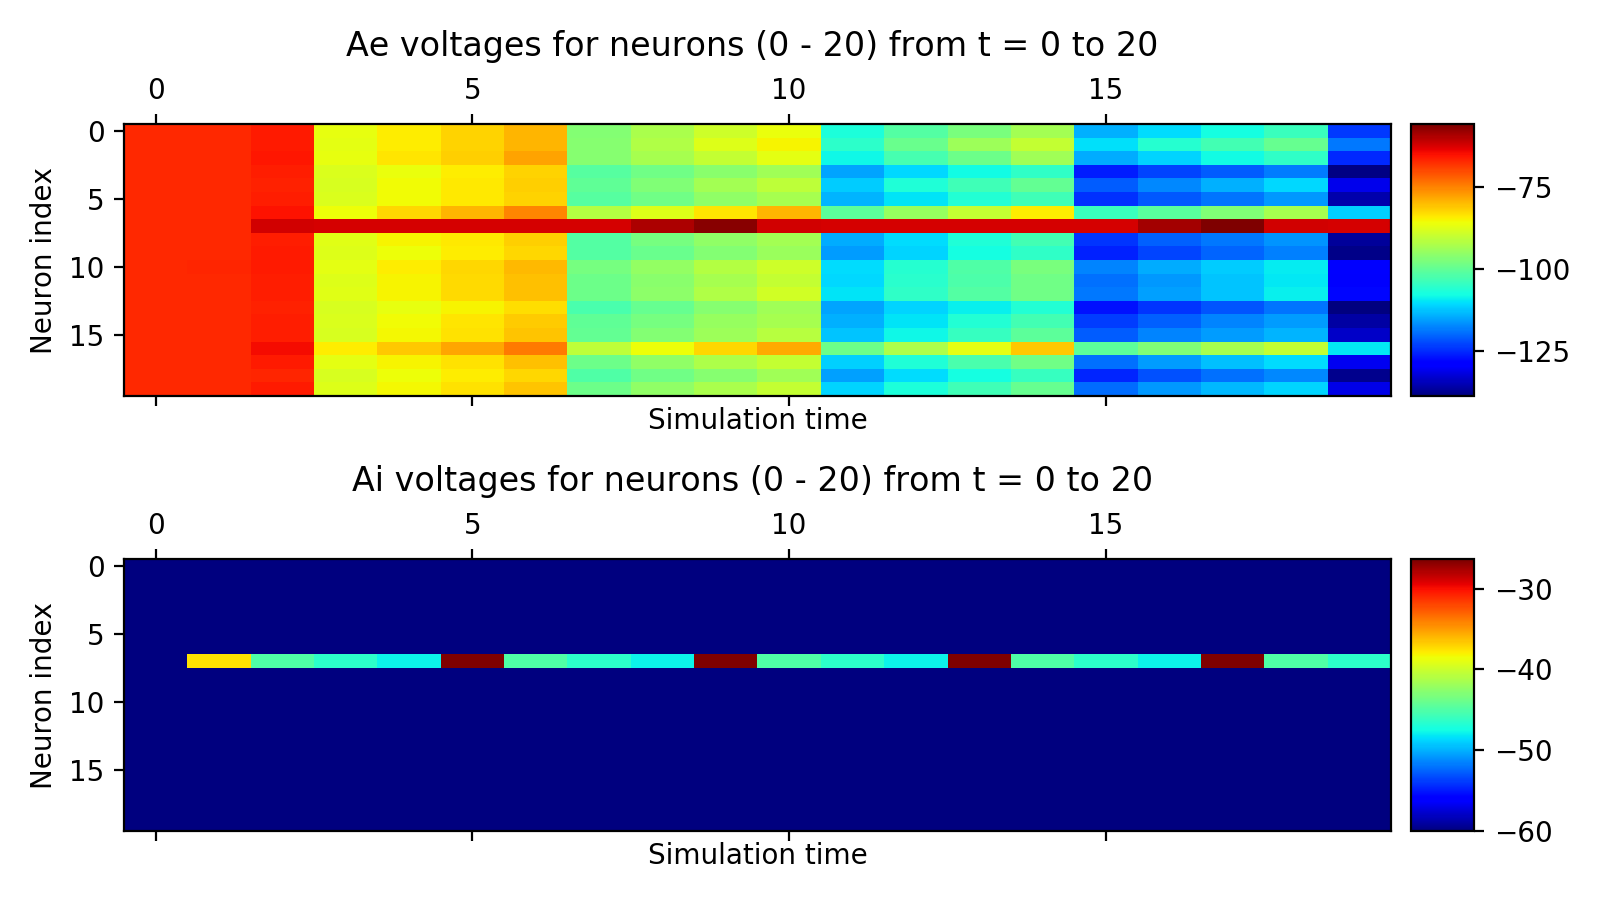 Ae voltages for neurons (0 - 20) from t = 0 to 20
0 5 10 15
Neuron index
0
5
10
15
−75
−100
−125
Simulation time
Ai voltages for neurons (0 - 20) from t = 0 to 20
0 5 10 15
Neuron index
0
5
10
15
−30
−40
−50
−60
Simulation time